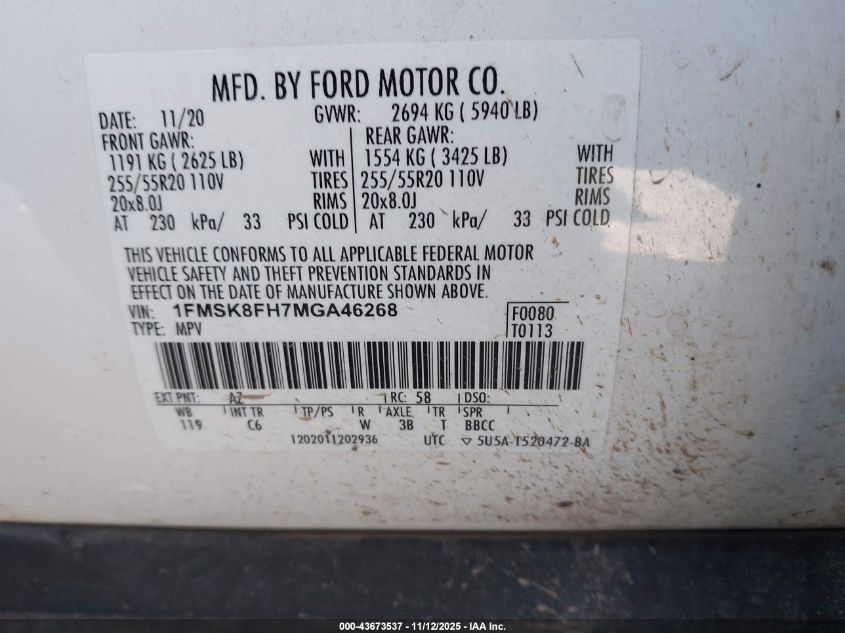 MFD. BY FORD MOTOR CO.
DATE: 11/20 GVWR: 2694 KG ( 5940 LB)
FRONT GAWR: REAR GAWR:
1191 KG ( 2625 LB) WITH 1554 KG ( 3425 LB) WITH
255/55R20 110V TIRES 255/55R20 110V TIRES
20x8.0J RIMS 20x8.0J RIMS
AT 230 kPa/ 33 PSI COLD AT 230 kPa/ 33 PSI COLD
THIS VEHICLE CONFORMS TO ALL APPLICABLE FEDERAL MOTOR
VEHICLE SAFETY AND THEFT PREVENTION STANDARDS IN
EFFECT ON THE DATE OF MANUFACTURE SHOWN ABOVE.
VIN: 1FMSK8FH7MGA46268 F0080
TYPE: MPV T0113
EXT PNT: AZ RC: 58 DSO:
WB INT TR TP/PS R AXLE TR SPR
119 C6 W 3B T BBCC
1202011202936 UTC ▽ 5U5A-1520472-BA
000-43673537 - 11/12/2025 - IAA Inc.